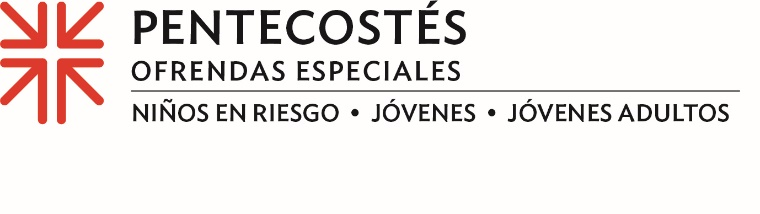 PENTECOSTÉS
OFRENDAS ESPECIALES
NIÑOS EN RIESGO • JÓVENES • JÓVENES ADULTOS